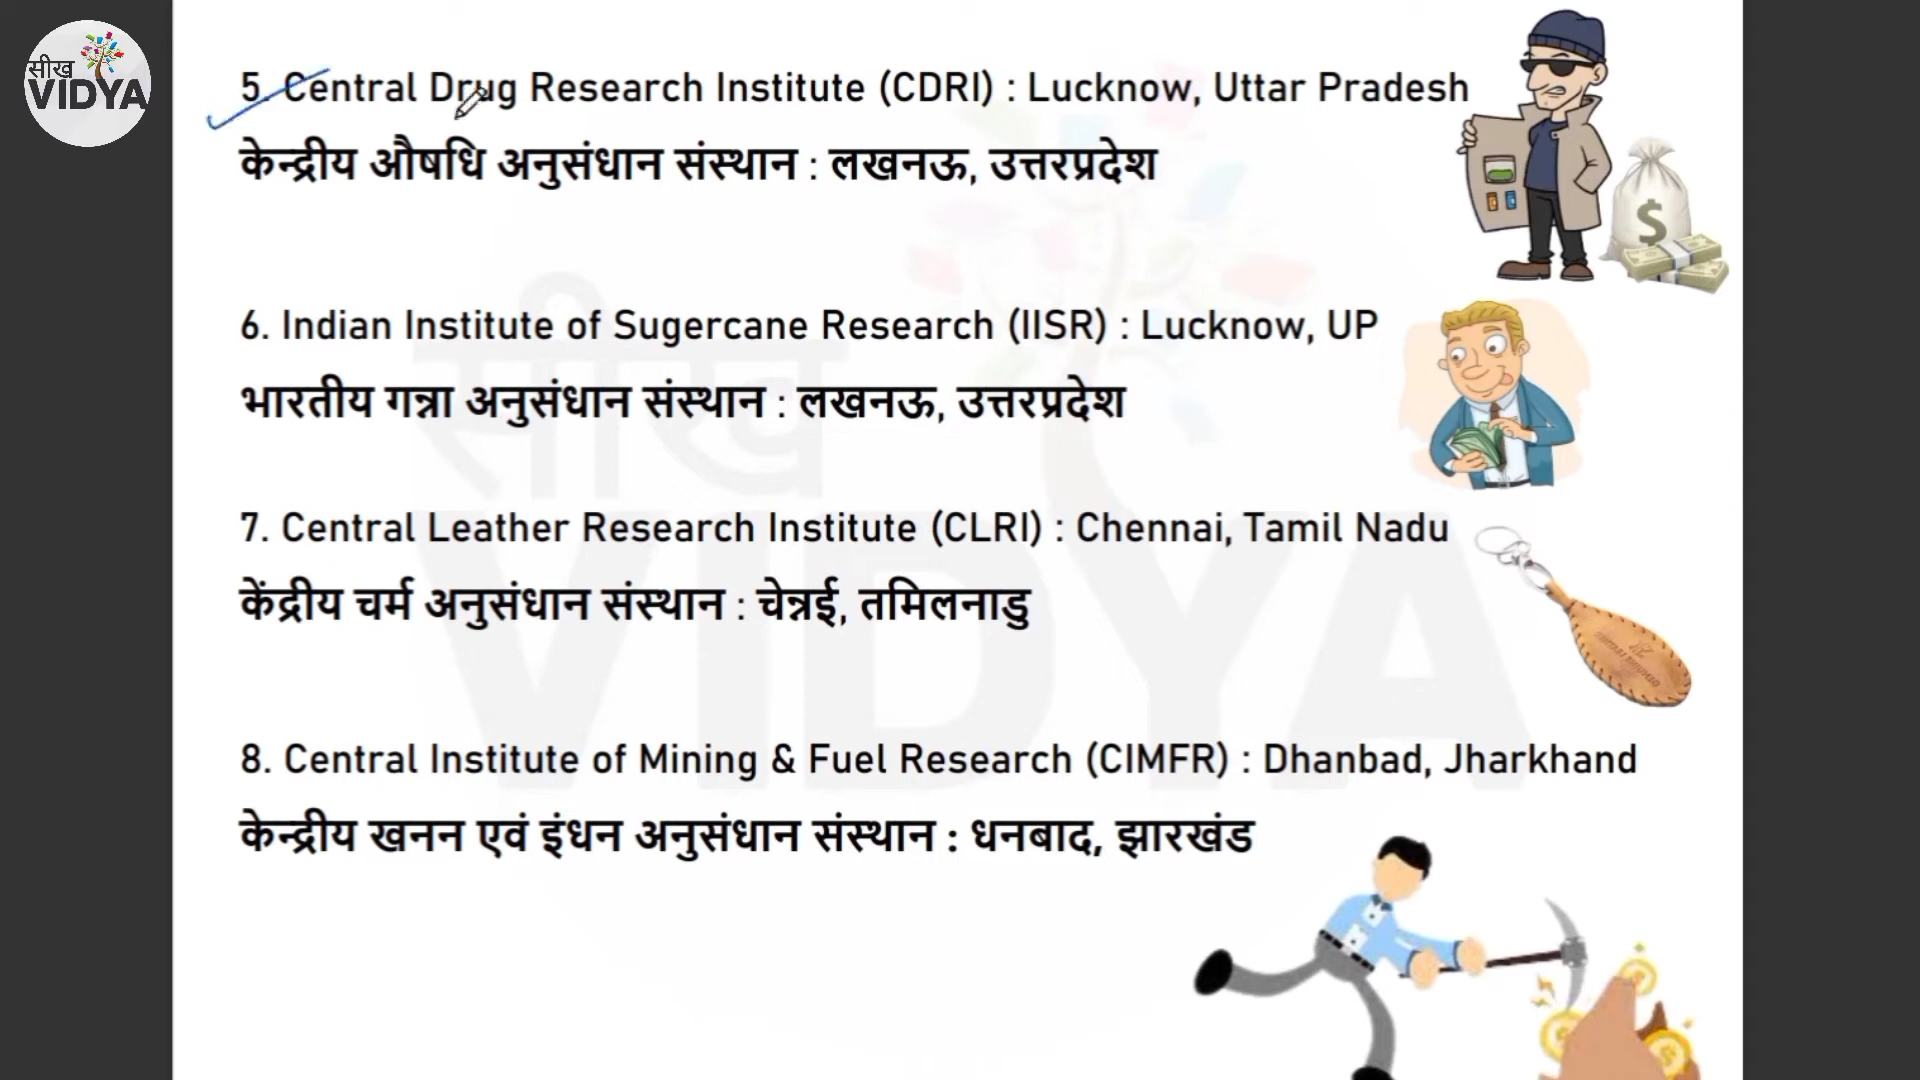 सीख
VIDYA
5. Central Drug Research Institute (CDRI) : Lucknow, Uttar Pradesh
केन्द्रीय औषधि अनुसंधान संस्थान : लखनऊ, उत्तरप्रदेश
6. Indian Institute of Sugercane Research (IISR) : Lucknow, UP
भारतीय गन्ना अनुसंधान संस्थान : लखनऊ, उत्तरप्रदेश
7. Central Leather Research Institute (CLRI) : Chennai, Tamil Nadu
केंद्रीय चर्म अनुसंधान संस्थान : चेन्नई, तमिलनाडु
8. Central Institute of Mining & Fuel Research (CIMFR) : Dhanbad, Jharkhand
केन्द्रीय खनन एवं इंधन अनुसंधान संस्थान : धनबाद, झारखंड
सीख
VIDYA
$